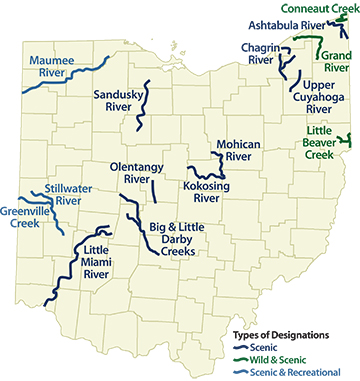 Conneaut Creek
Ashtabula River
Maumee
River
Chagrin
River
Grand
River
Sandusky
River
Upper
Cuyahoga
River
Mohican
River
Little
Beaver
Creek
Olentangy
River
Kokosing
River
Stillwater
River
Greenville
Creek
Big & Little
Darby
Creeks
Little
Miami
River
Types of Designations
Scenic
Wild & Scenic
Scenic & Recreational